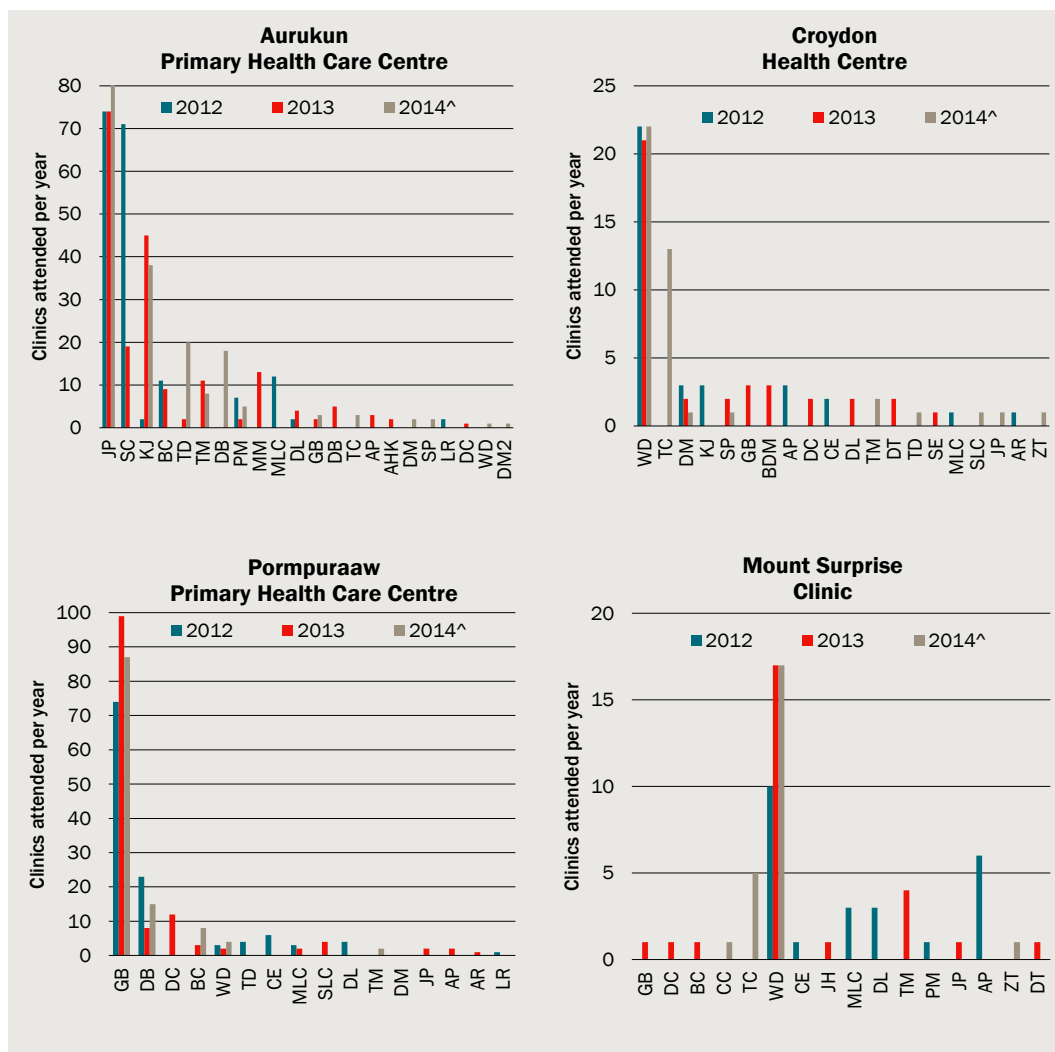 Aurukun
Primary Health Care Centre
Clinics attended per year
80
70
60
50
40
30
20
10
0
2012 2013 2014^
JP SC KJ BC TD TM DB PM MM MLC DL GB DB TC AP AHK DM SP LR DC WD DM2
Croydon
Health Centre
Clinics attended per year
25
20
15
10
5
0
2012 2013 2014^
WD TC DM KJ SP GB BDM AP DC CE DL TM DT TD SE MLC SLC JP AR ZT
Pormpuraaw
Primary Health Care Centre
Clinics attended per year
100
90
80
70
60
50
40
30
20
10
0
2012 2013 2014^
GB DB DC BC WD TD CE MLC SLC DL TM DM JP AP AR LR
Mount Surprise
Clinic
Clinics attended per year
20
15
10
5
0
2012 2013 2014^
GB DC BC CC TC WD CE JH MLC DL TM PM JP AP ZT DT